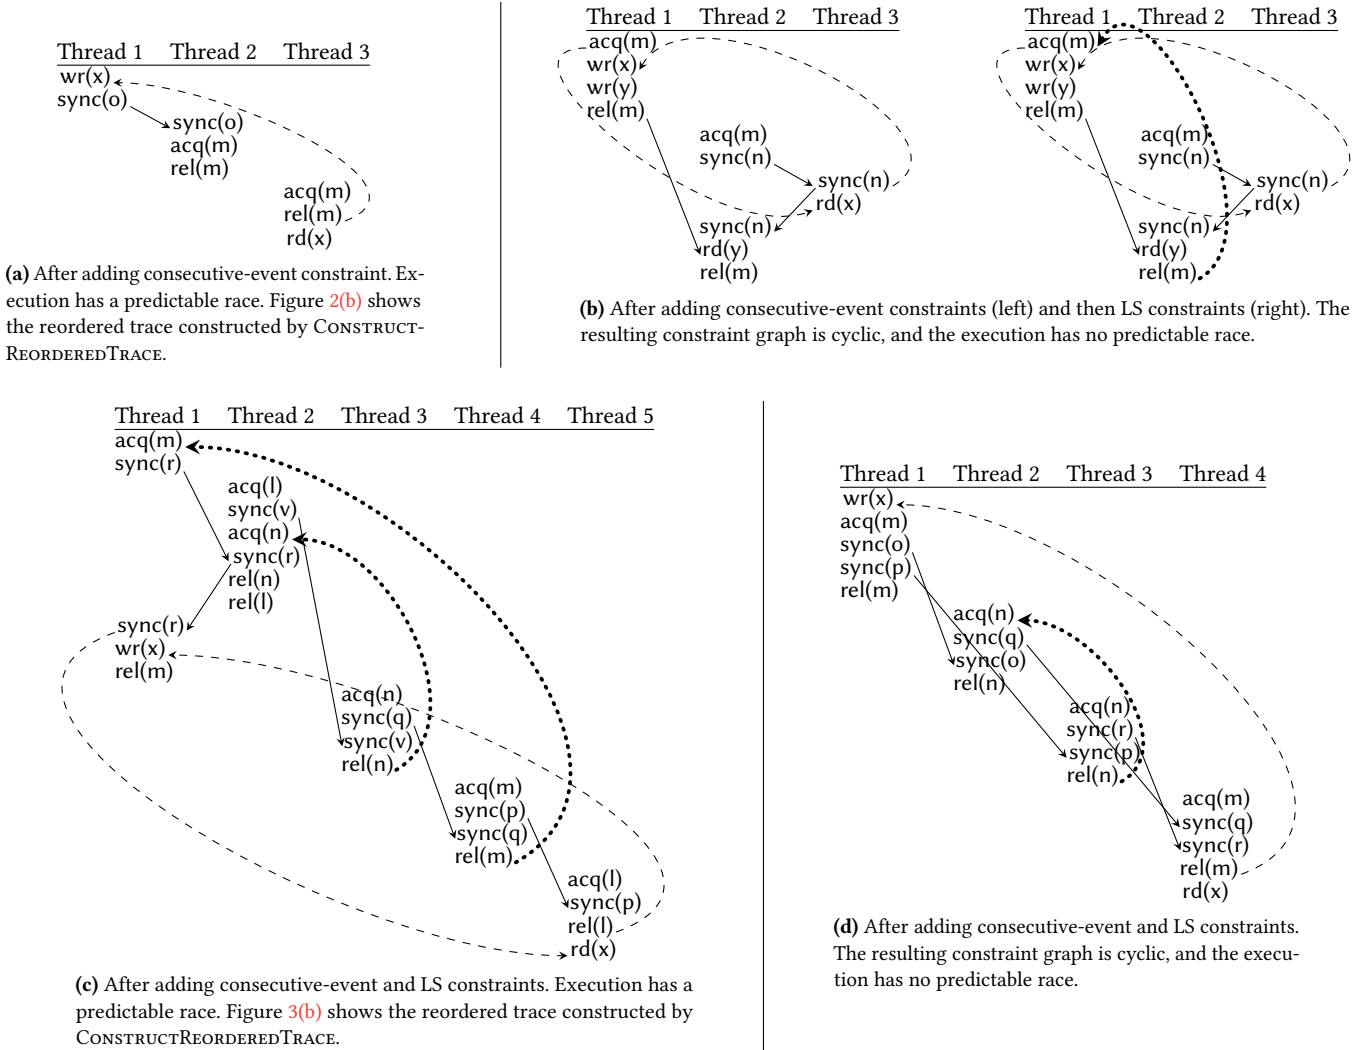 Thread 1 Thread 2 Thread 3
wr(x)
sync(o)
sync(o)
acq(m)
rel(m)
acq(m)
rel(m)
rd(x)
(a) After adding consecutive-event constraint. Ex-
ecution has a predictable race. Figure 2(b) shows
the reordered trace constructed by CONSTRUCT-
REORDEREDTRACE.
Thread 1 Thread 2 Thread 3
acq(m)
wr(x)
wr(y)
rel(m)
acq(m)
sync(n)
sync(n)
rd(x)
sync(n)
rd(y)
rel(m)
Thread 1 Thread 2 Thread 3
acq(m)
wr(x)
wr(y)
rel(m)
acq(m)
sync(n)
sync(n)
rd(x)
sync(n)
rd(y)
rel(m)
(b) After adding consecutive-event constraints (left) and then LS constraints (right). The
resulting constraint graph is cyclic, and the execution has no predictable race.
Thread 1 Thread 2 Thread 3 Thread 4 Thread 5
acq(m)
sync(r)
acq(l)
sync(v)
acq(n)
sync(r)
rel(n)
rel(l)
sync(r)
wr(x)
rel(m)
acq(n)
sync(q)
sync(v)
rel(n)
acq(m)
sync(p)
sync(q)
rel(m)
acq(l)
sync(p)
rel(l)
rd(x)
(c) After adding consecutive-event and LS constraints. Execution has a
predictable race. Figure 3(b) shows the reordered trace constructed by
CONSTRUCTREORDEREDTRACE.
Thread 1 Thread 2 Thread 3 Thread 4
wr(x)
acq(m)
sync(o)
sync(p)
rel(m)
acq(n)
sync(q)
sync(o)
rel(n)
acq(n)
sync(r)
sync(p)
rel(n)
acq(m)
sync(q)
sync(r)
rel(m)
rd(x)
(d) After adding consecutive-event and LS constraints.
The resulting constraint graph is cyclic, and the execu-
tion has no predictable race.